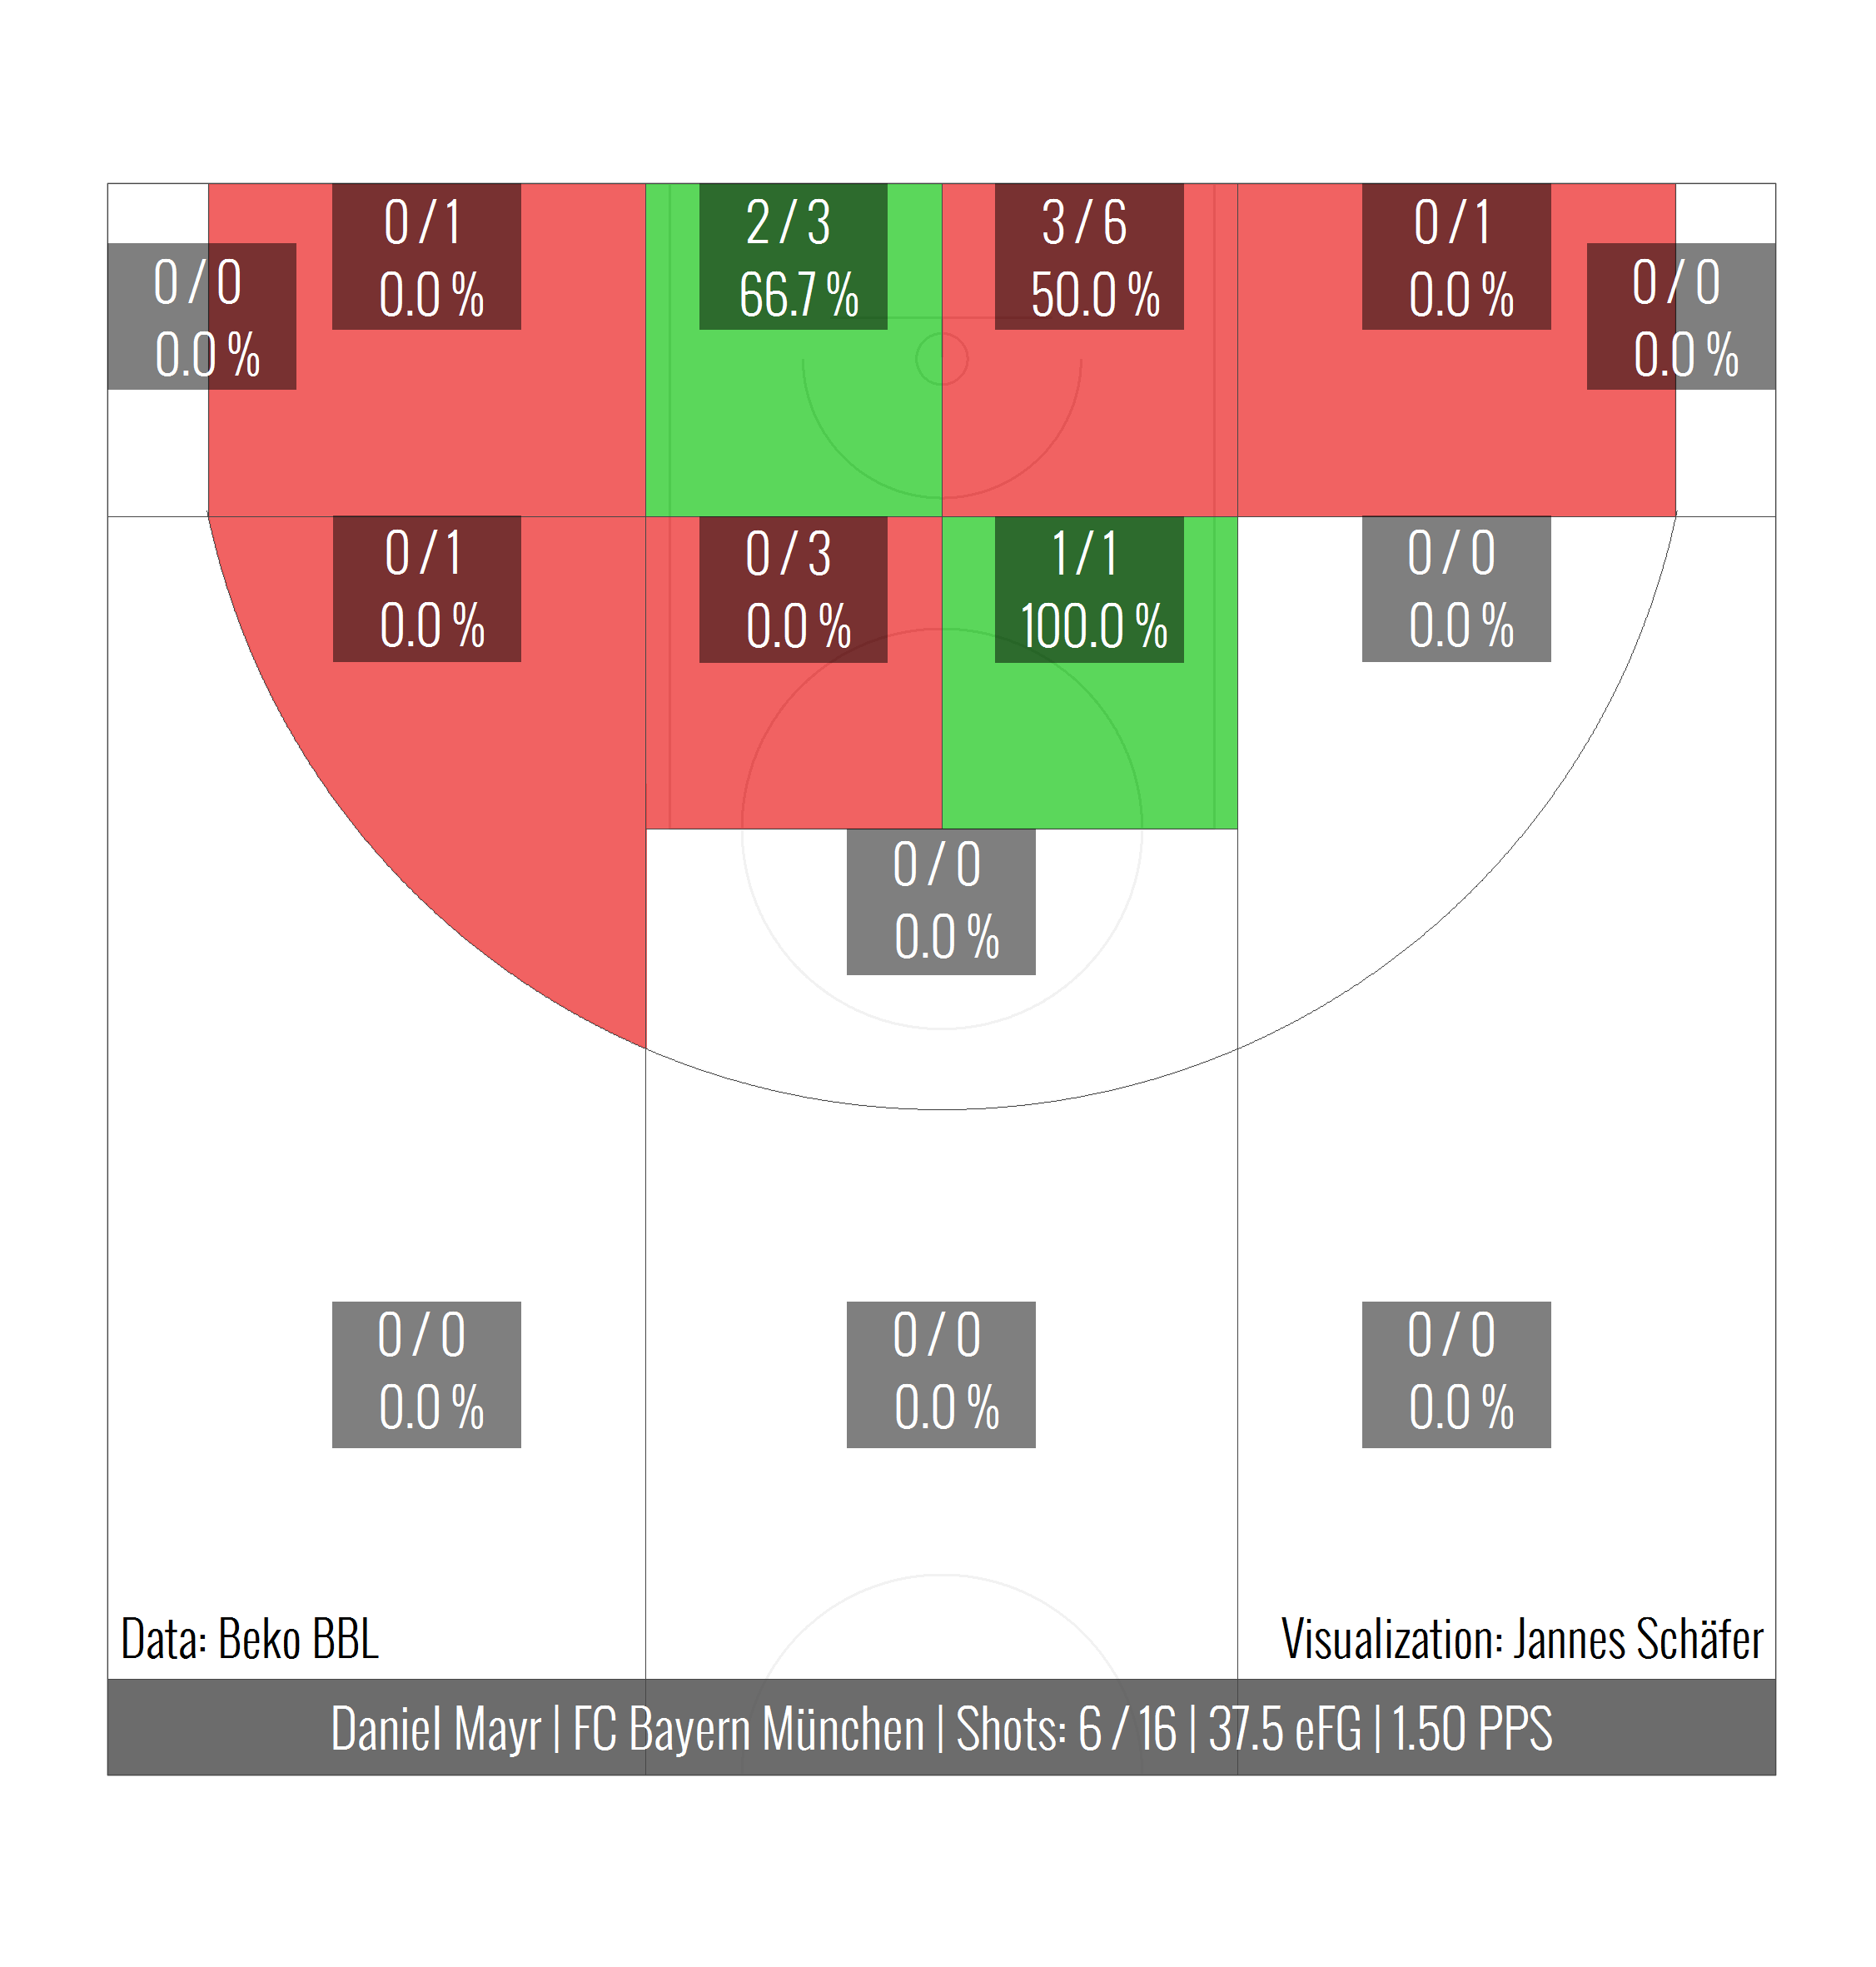 0 / 1
0.0 %
2 / 3
66.7 %
3 / 6
50.0 %
0 / 1
0.0 %
0 / 0
0.0 %
0 / 0
0.0 %
0 / 1
0.0 %
0 / 3
0.0 %
1 / 1
100.0 %
0 / 0
0.0 %
0 / 0
0.0 %
0 / 0
0.0 %
0 / 0
0.0 %
0 / 0
0.0 %
Data: Beko BBL
Visualization: Jannes Schäfer
Daniel Mayr | FC Bayern München | Shots: 6 / 16 | 37.5 eFG | 1.50 PPS